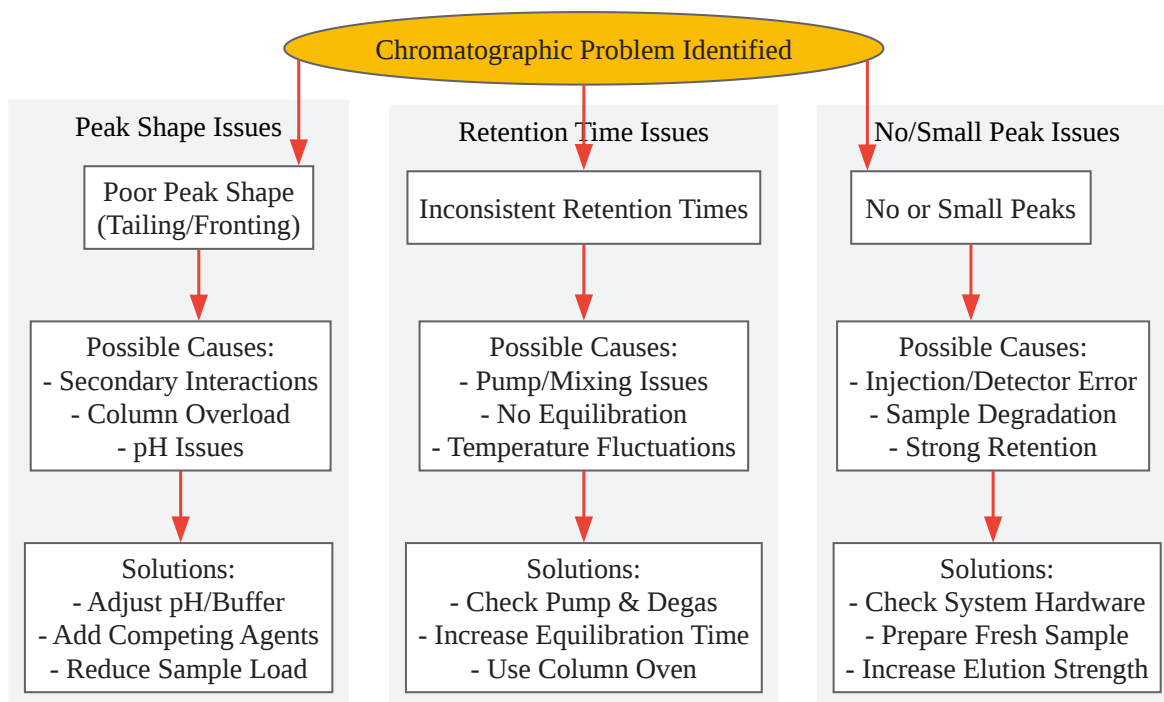 Chromatographic Problem Identified
Peak Shape Issues
Poor Peak Shape
(Tailing/Fronting)
Possible Causes:
- Secondary Interactions
- Column Overload
- pH Issues
Solutions:
- Adjust pH/Buffer
- Add Competing Agents
- Reduce Sample Load
Retention Time Issues
Inconsistent Retention Times
Possible Causes:
- Pump/Mixing Issues
- No Equilibration
- Temperature Fluctuations
Solutions:
- Check Pump & Degas
- Increase Equilibration Time
- Use Column Oven
No/Small Peak Issues
No or Small Peaks
Possible Causes:
- Injection/Detector Error
- Sample Degradation
- Strong Retention
Solutions:
- Check System Hardware
- Prepare Fresh Sample
- Increase Elution Strength